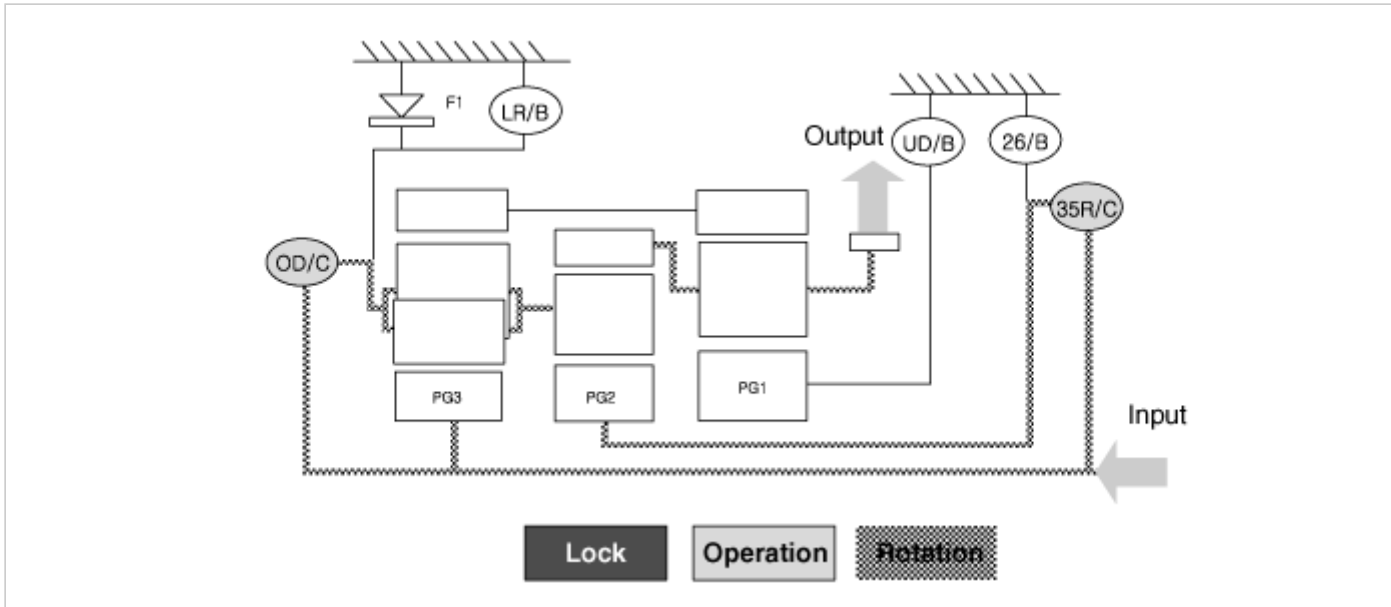 F1
LR/B
Output
UD/B
26/B
35R/C
OD/C
PG3
PG2
PG1
Input
Lock
Operation
Rotation